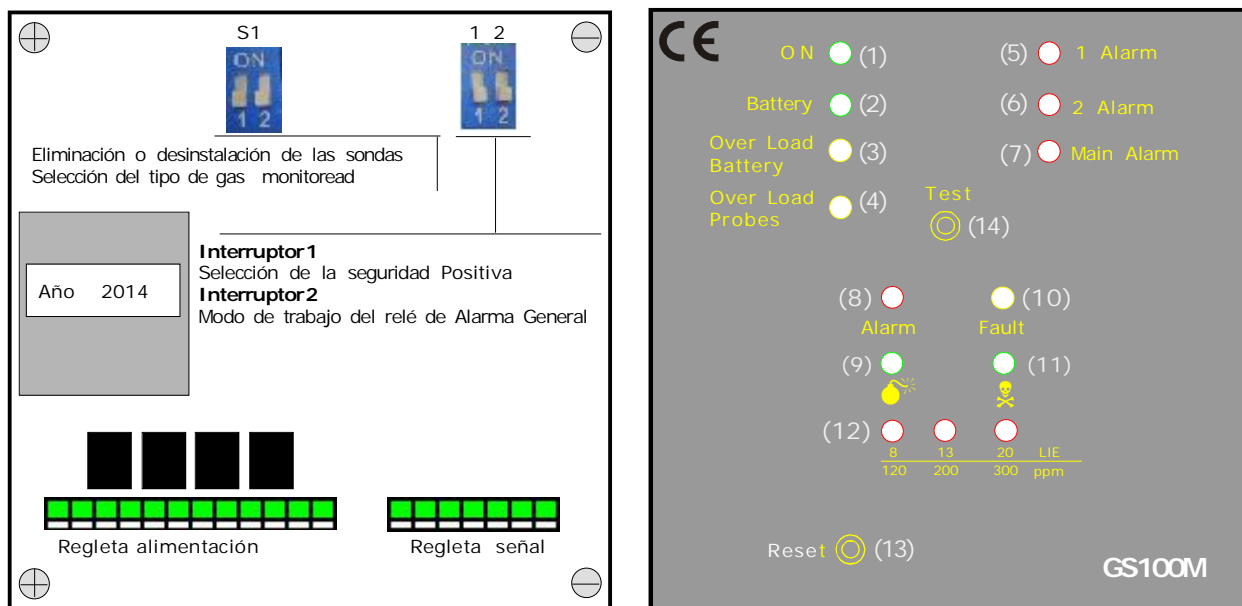 S1
1 2
ON
1 2
ON
1 2
Eliminación o desinstalación de las sondas
Selección del tipo de gas monitoread
Interruptor 1
Selección de la seguridad Positiva
Interruptor 2
Modo de trabajo del relé de Alarma General
Año 2014
Regleta alimentación
Regleta señal
CE
ON (1)
(5) 1 Alarm
Battery (2)
(6) 2 Alarm
Over Load
Battery (3)
(7) Main Alarm
Over Load
Probes (4)
Test
(14)
(8)
(10)
Alarm
Fault
(9)
(11)
(12)
8 13 20 LIE
120 200 300 ppm
Reset (13)
GS100M